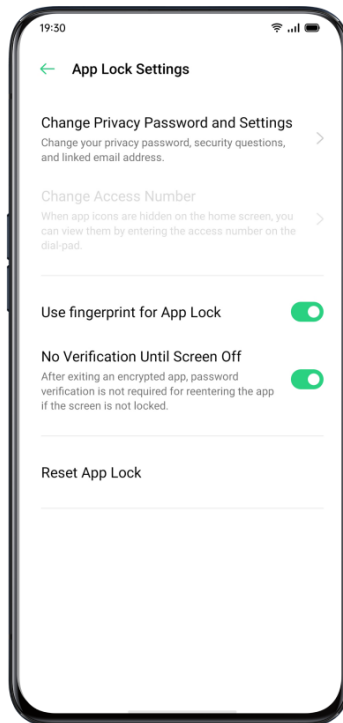 19:30
App Lock Settings
Change Privacy Password and Settings
Change your privacy password, security questions,
and linked email address.
Change Access Number
When app icons are hidden on the home screen, you
can view them by entering the access number on the
dial-pad.
Use fingerprint for App Lock
No Verification Until Screen Off
After exiting an encrypted app, password
verification is not required for reentering the app
if the screen is not locked.
Reset App Lock